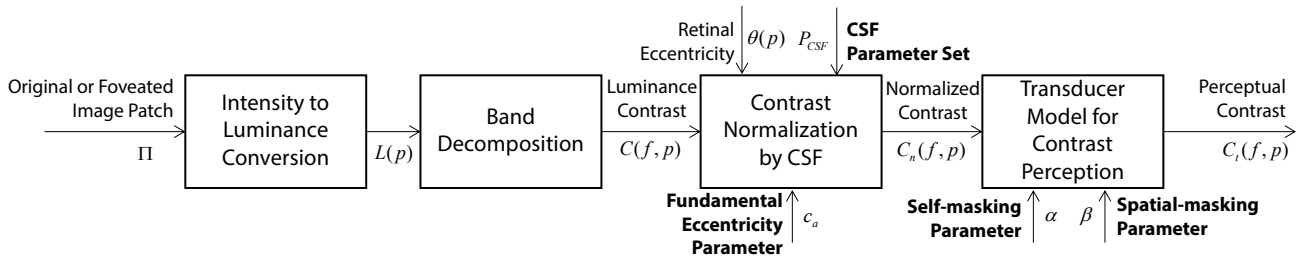 Original or Foveated
Image Patch
Π
Intensity to
Luminance
Conversion
L(p)
Band
Decomposition
Luminance
Contrast
C(f, p)
Retinal
Eccentricity
θ(p)
P_CSF
CSF
Parameter Set
Contrast
Normalization
by CSF
Fundamental
Eccentricity
Parameter
c_a
Normalized
Contrast
C_n(f, p)
Transducer
Model for
Contrast
Perception
Self-masking
Parameter
α
β
Spatial-masking
Parameter
Perceptual
Contrast
C_t(f, p)